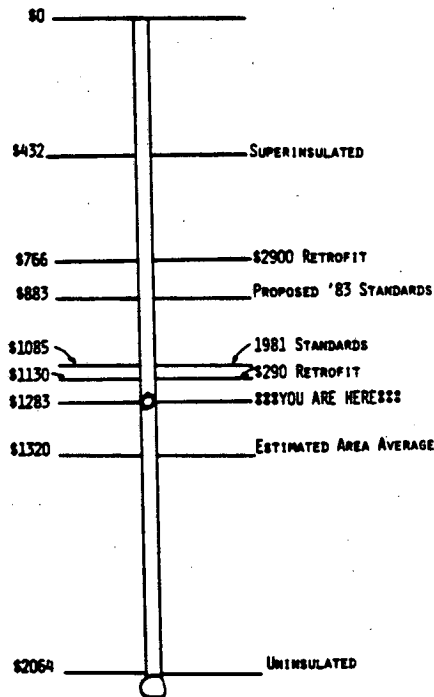 $0
$432 SUPERINSULATED
$766 $2900 RETROFIT
$883 PROPOSED '83 STANDARDS
$1085 1981 STANDARDS
$1130 $290 RETROFIT
$1283 $$$YOU ARE HERE$$$
$1320 ESTIMATED AREA AVERAGE
$2064 UNINSULATED